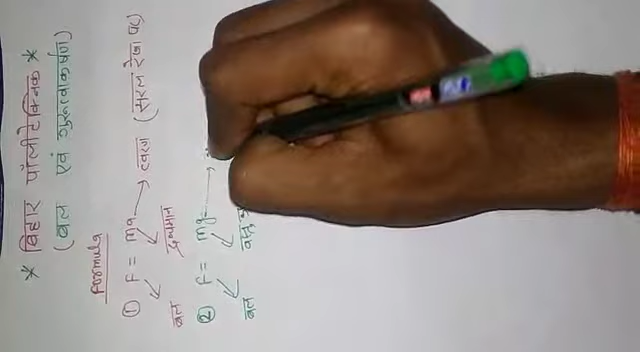 * बिहार पॉलीटेक्निक *
(बल एवं गुरुत्वाकर्षण)
Formula
① F = ma → त्वरण (सरल रेखा पर)
बल द्रव्यमान
② F = mg
बल